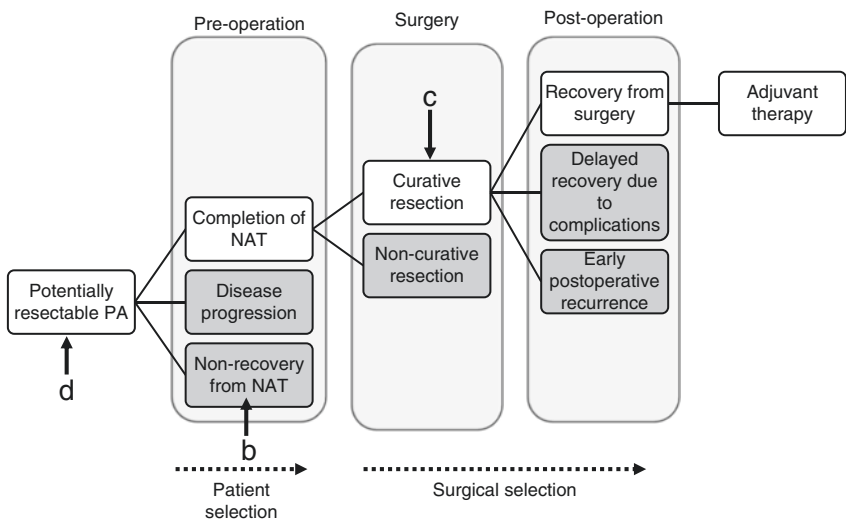 Pre-operation
Surgery
Post-operation
c
Recovery from
surgery
Adjuvant
therapy
Delayed
recovery due
to
complications
Curative
resection
Completion of
NAT
Non-curative
resection
Early
postoperative
recurrence
Potentially
resectable PA
Disease
progression
Non-recovery
from NAT
d
b
Patient
selection
Surgical selection